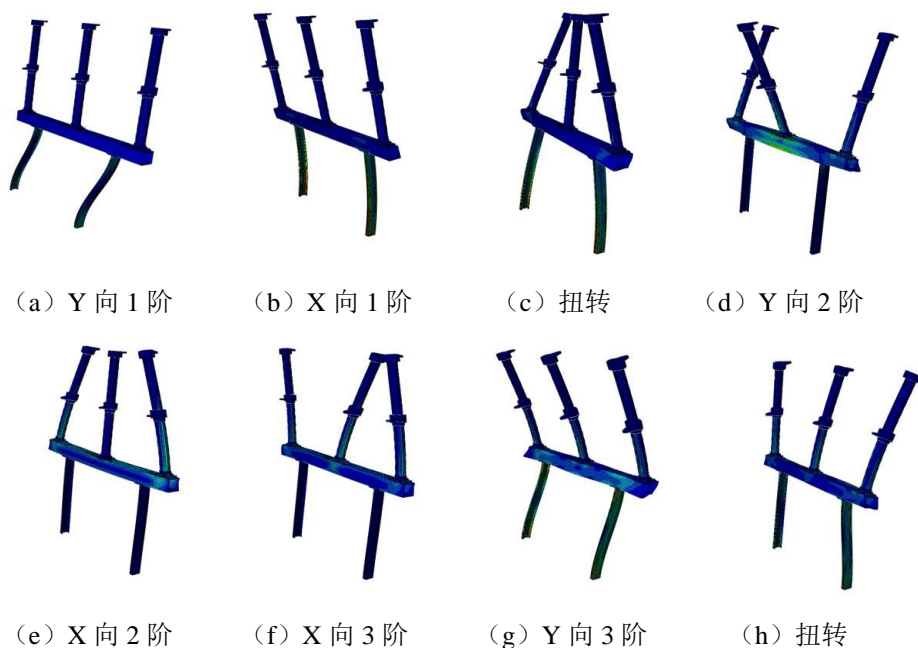 （a）Y 向 1 阶 （b）X 向 1 阶 （c）扭转 （d）Y 向 2 阶
（e）X 向 2 阶 （f）X 向 3 阶 （g）Y 向 3 阶 （h）扭转